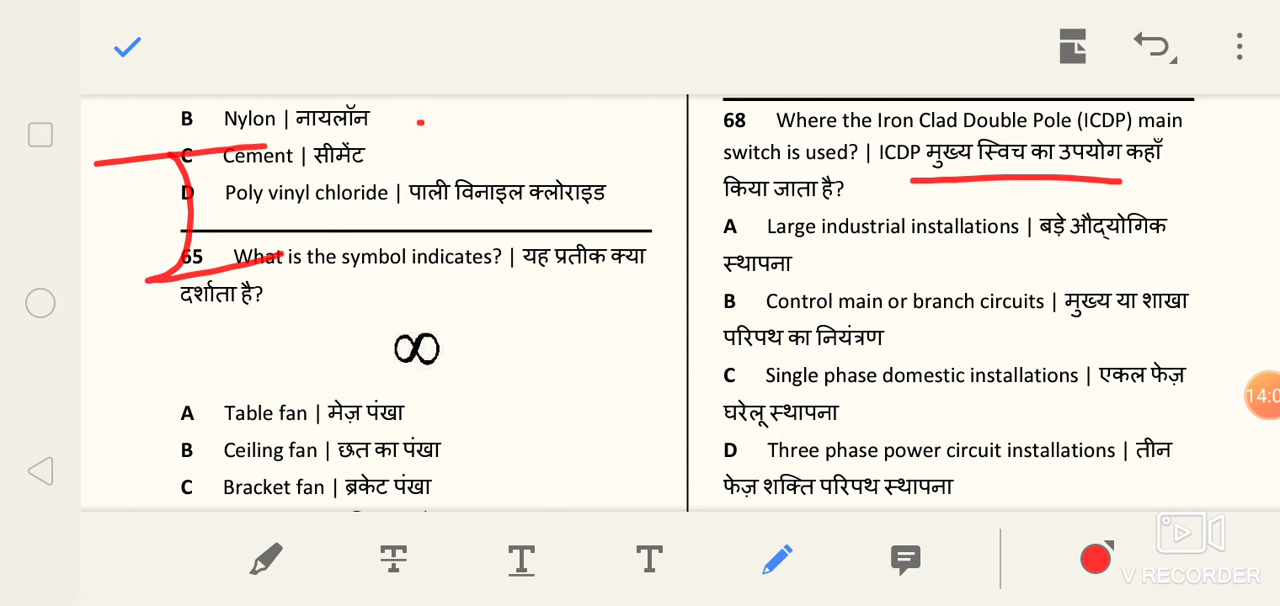 B Nylon | नायलॉन
C Cement | सीमेंट
D Poly vinyl chloride | पाली विनाइल क्लोराइड
65 What is the symbol indicates? | यह प्रतीक क्या
दर्शाता है?
∞
A Table fan | मेज़ पंखा
B Ceiling fan | छत का पंखा
C Bracket fan | ब्रकेट पंखा
68 Where the Iron Clad Double Pole (ICDP) main
switch is used? | ICDP मुख्य स्विच का उपयोग कहाँ
किया जाता है?
A Large industrial installations | बड़े औद्योगिक
स्थापना
B Control main or branch circuits | मुख्य या शाखा
परिपथ का नियंत्रण
C Single phase domestic installations | एकल फेज़
घरेलू स्थापना
D Three phase power circuit installations | तीन
फेज़ शक्ति परिपथ स्थापना
14:0
T T T
V RECORDER